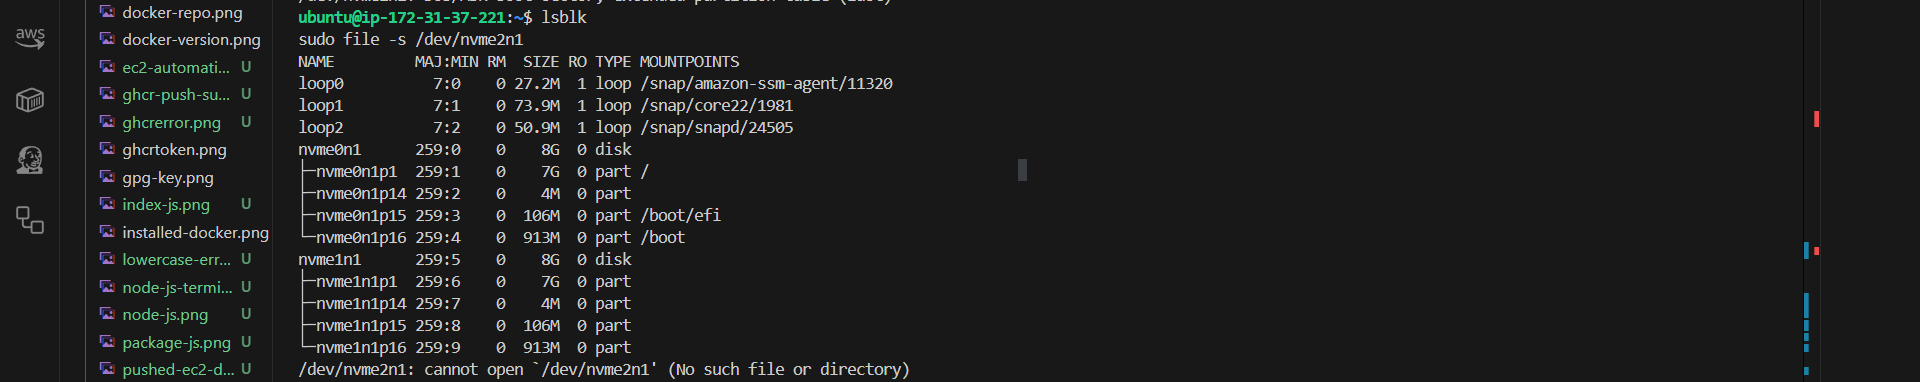 aws
docker-repo.png
docker-version.png
ec2-automati... U
ghcr-push-su... U
ghcrerror.png U
ghcrtoken.png
gpg-key.png
index-js.png U
installed-docker.png
lowercase-err... U
node-js-termi... U
node-js.png U
package-js.png U
pushed-ec2-d... U
ubuntu@ip-172-31-37-221:~$ lsblk
sudo file -s /dev/nvme2n1
NAME MAJ:MIN RM SIZE RO TYPE MOUNTPOINTS
loop0 7:0 0 27.2M 1 loop /snap/amazon-ssm-agent/11320
loop1 7:1 0 73.9M 1 loop /snap/core22/1981
loop2 7:2 0 50.9M 1 loop /snap/snapd/24505
nvme0n1 259:0 0 8G 0 disk
├─nvme0n1p1 259:1 0 7G 0 part /
├─nvme0n1p14 259:2 0 4M 0 part
├─nvme0n1p15 259:3 0 106M 0 part /boot/efi
└─nvme0n1p16 259:4 0 913M 0 part /boot
nvme1n1 259:5 0 8G 0 disk
├─nvme1n1p1 259:6 0 7G 0 part
├─nvme1n1p14 259:7 0 4M 0 part
├─nvme1n1p15 259:8 0 106M 0 part
└─nvme1n1p16 259:9 0 913M 0 part
/dev/nvme2n1: cannot open `/dev/nvme2n1' (No such file or directory)